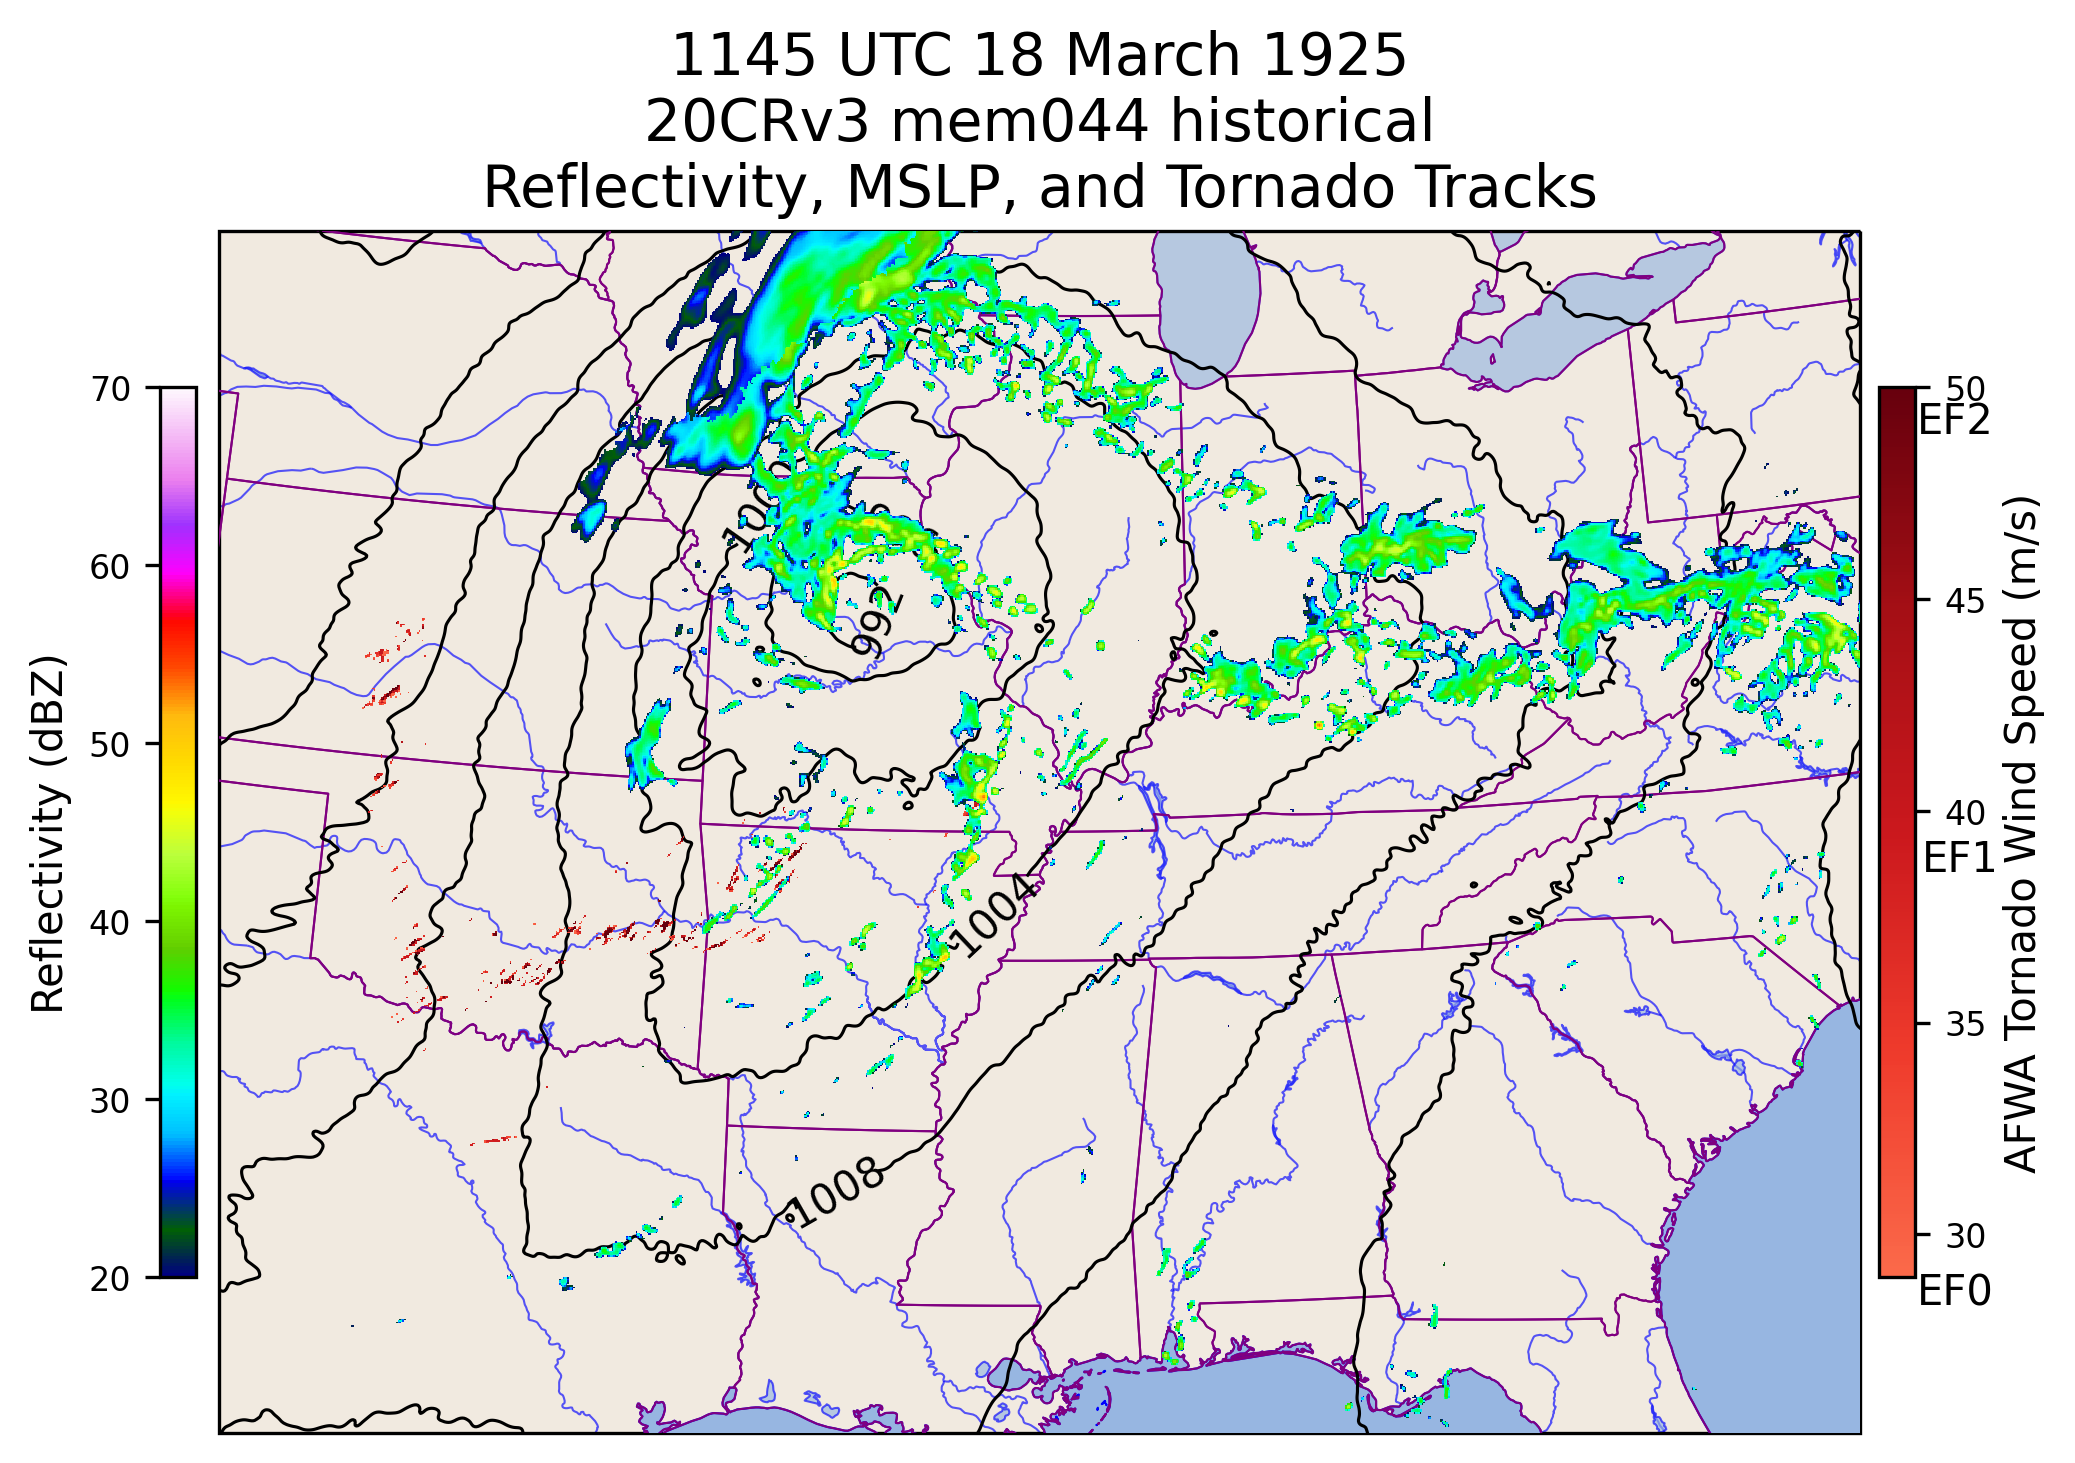 1145 UTC 18 March 1925
20CRv3 mem044 historical
Reflectivity, MSLP, and Tornado Tracks
Reflectivity (dBZ)
70
60
50
40
30
20
992
1004
1008
50
EF2
45
40
EF1
35
30
EF0
AFWA Tornado Wind Speed (m/s)